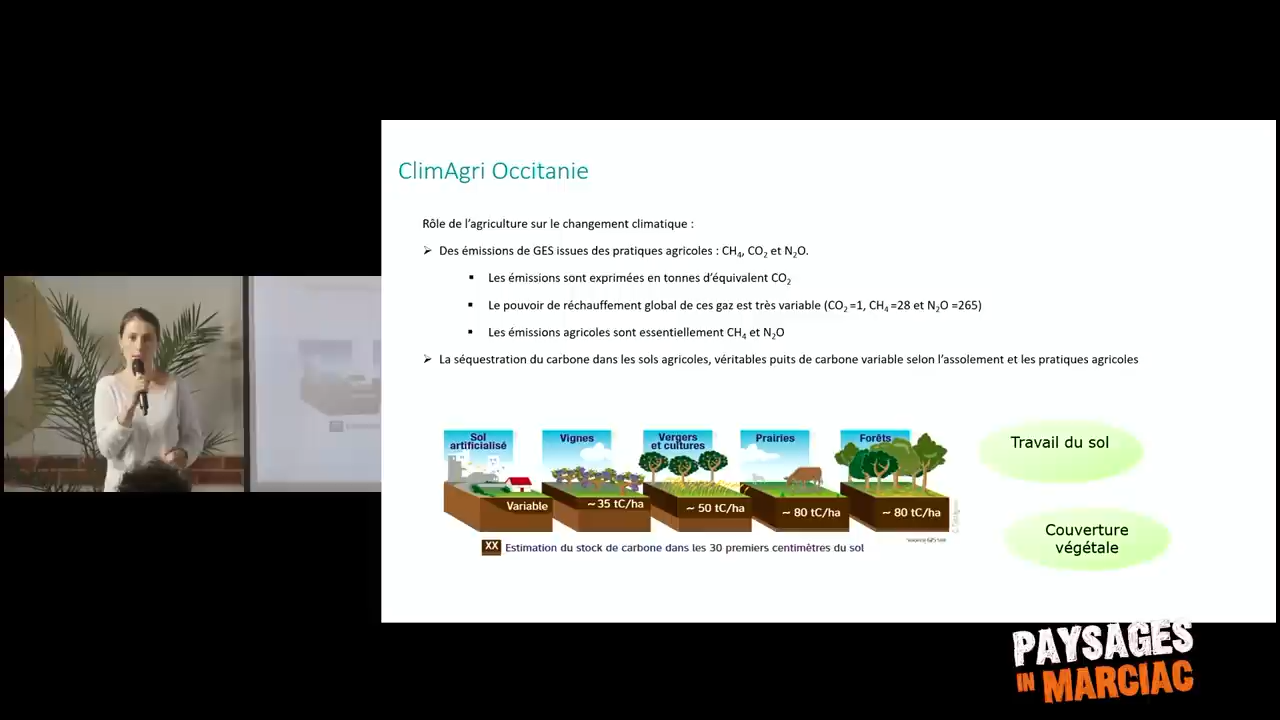 ClimAgri Occitanie
Rôle de l’agriculture sur le changement climatique :
➢ Des émissions de GES issues des pratiques agricoles : CH₄, CO₂ et N₂O.
▪ Les émissions sont exprimées en tonnes d’équivalent CO₂
▪ Le pouvoir de réchauffement global de ces gaz est très variable (CO₂ =1, CH₄ =28 et N₂O =265)
▪ Les émissions agricoles sont essentiellement CH₄ et N₂O
➢ La séquestration du carbone dans les sols agricoles, véritables puits de carbone variable selon l’assolement et les pratiques agricoles
Sol
artificialisé
Vignes
Vergers
et cultures
Prairies
Forêts
Variable
~ 35 tC/ha
~ 50 tC/ha
~ 80 tC/ha
~ 80 tC/ha
XX Estimation du stock de carbone dans les 30 premiers centimètres du sol
Travail du sol
Couverture
végétale
PAYSAGES
IN MARCIAC